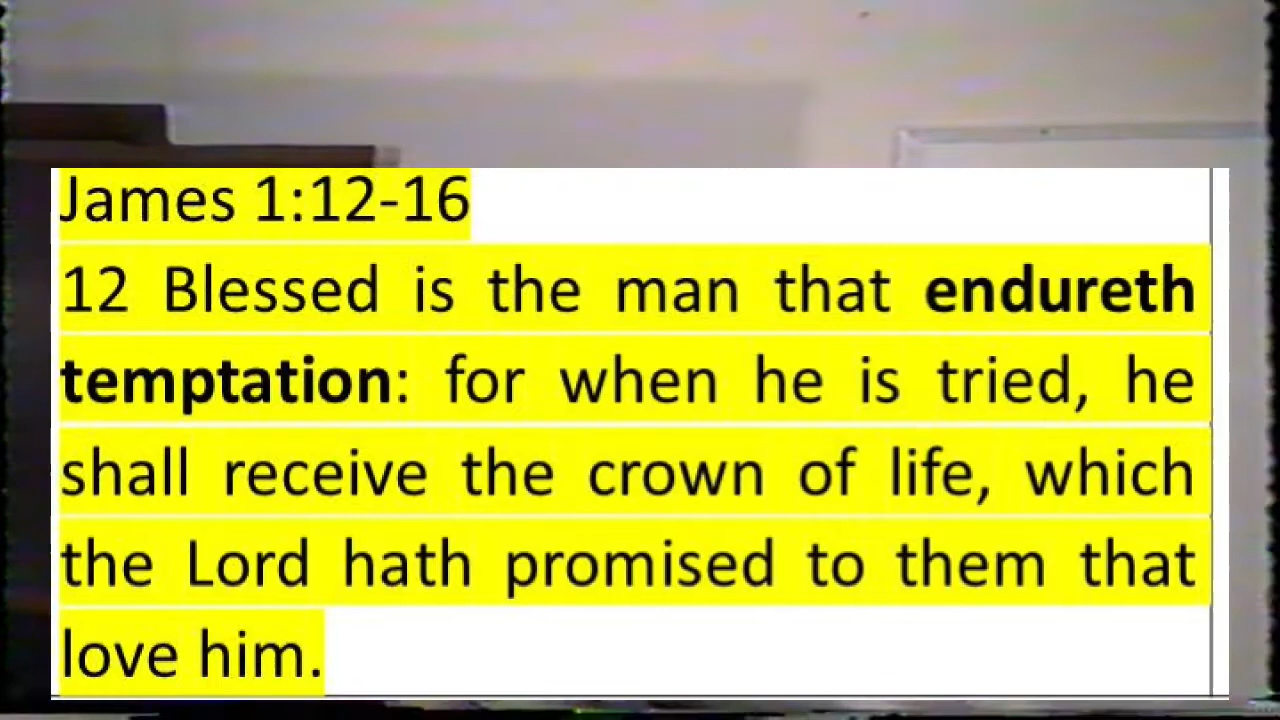 James 1:12-16
12 Blessed is the man that endureth
temptation: for when he is tried, he
shall receive the crown of life, which
the Lord hath promised to them that
love him.